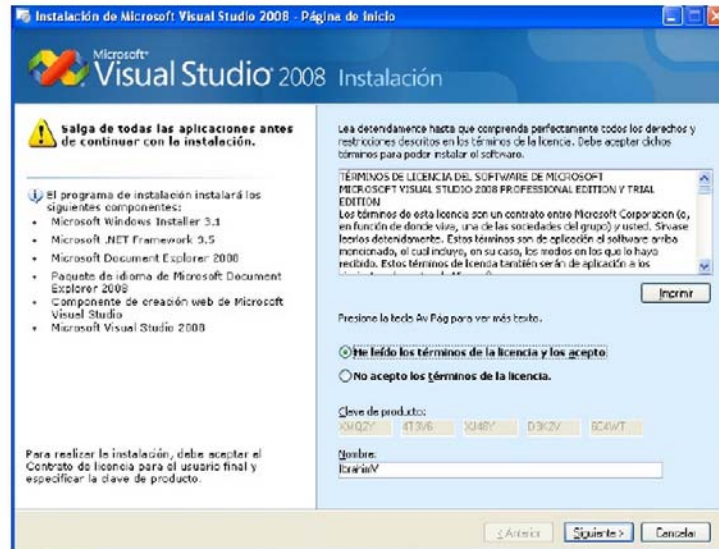 Instalación de Microsoft Visual Studio 2008 - Página de inicio
Microsoft
Visual Studio 2008 Instalación
Salga de todas las aplicaciones antes
de continuar con la instalación.
El programa de instalación instalará los
siguientes componentes:
Microsoft Windows Installer 3.1
Microsoft .NET Framework 3.5
Microsoft Document Explorer 2008
Paquete de idioma de Microsoft Document
Explorer 2008
Componente de creación web de Microsoft
Visual Studio
Microsoft Visual Studio 2008
Para realizar la instalación, debe aceptar el
Contrato de licencia para el usuario final y
especificar la clave de producto.
Lea detenidamente hasta que comprenda perfectamente todos los derechos y
restricciones descritos en los términos de la licencia. Debe aceptar dichos
términos para poder instalar el software.
TÉRMINOS DE LICENCIA DEL SOFTWARE DE MICROSOFT
MICROSOFT VISUAL STUDIO 2008 PROFESSIONAL EDITION Y TRIAL
EDITION
Los términos de esta licencia son un contrato entre Microsoft Corporation (o,
en función de donde viva, una de las sociedades del grupo) y usted. Sírvase
leerlos detenidamente. Estos términos son de aplicación al software arriba
mencionado, el cual incluye, en su caso, los medios en los que lo haya
recibido. Estos términos de licencia también serán de aplicación a los
Imprimir
Presione la tecla Av Pág para ver más texto.
He leído los términos de la licencia y los acepto
No acepto los términos de la licencia.
Clave de producto:
Nombre:
IbrahimV
< Anterior Siguiente > Cancelar